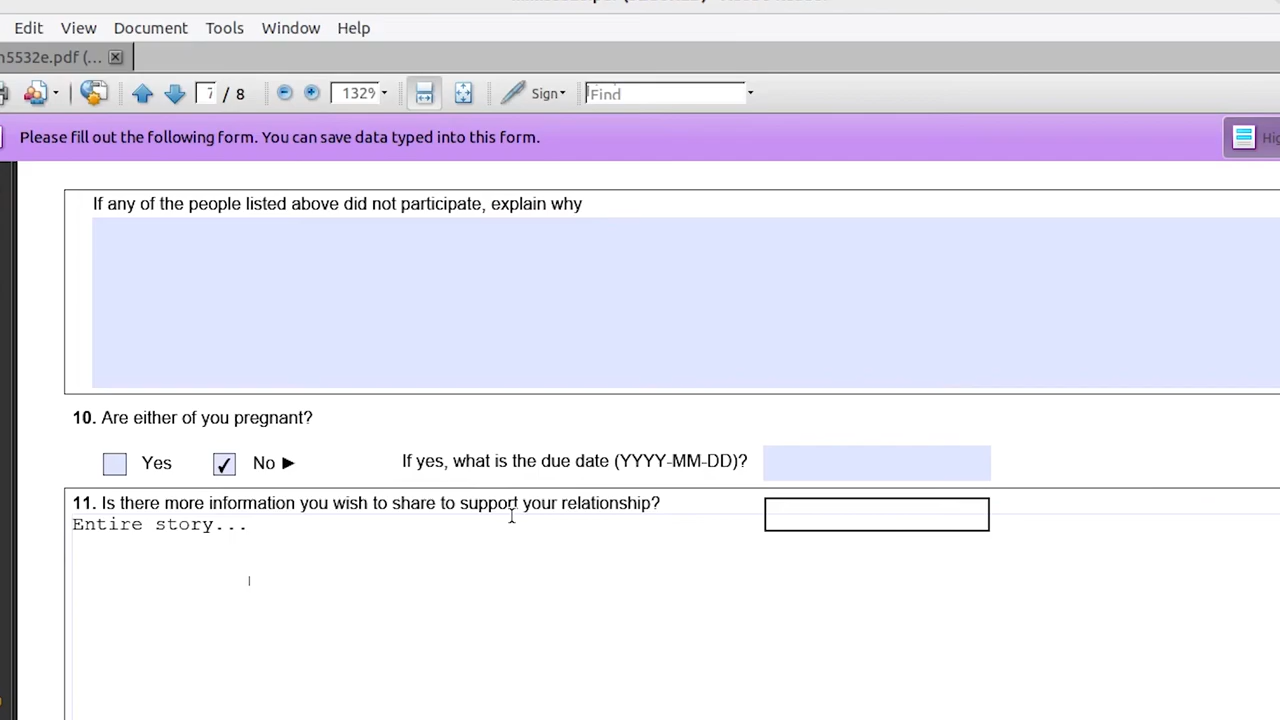 Edit View Document Tools Window Help
n5532e.pdf (...
7 / 8 132% Sign Find
Please fill out the following form. You can save data typed into this form.
If any of the people listed above did not participate, explain why
10. Are either of you pregnant?
Yes ✓ No ► If yes, what is the due date (YYYY-MM-DD)?
11. Is there more information you wish to share to support your relationship?
Entire story...